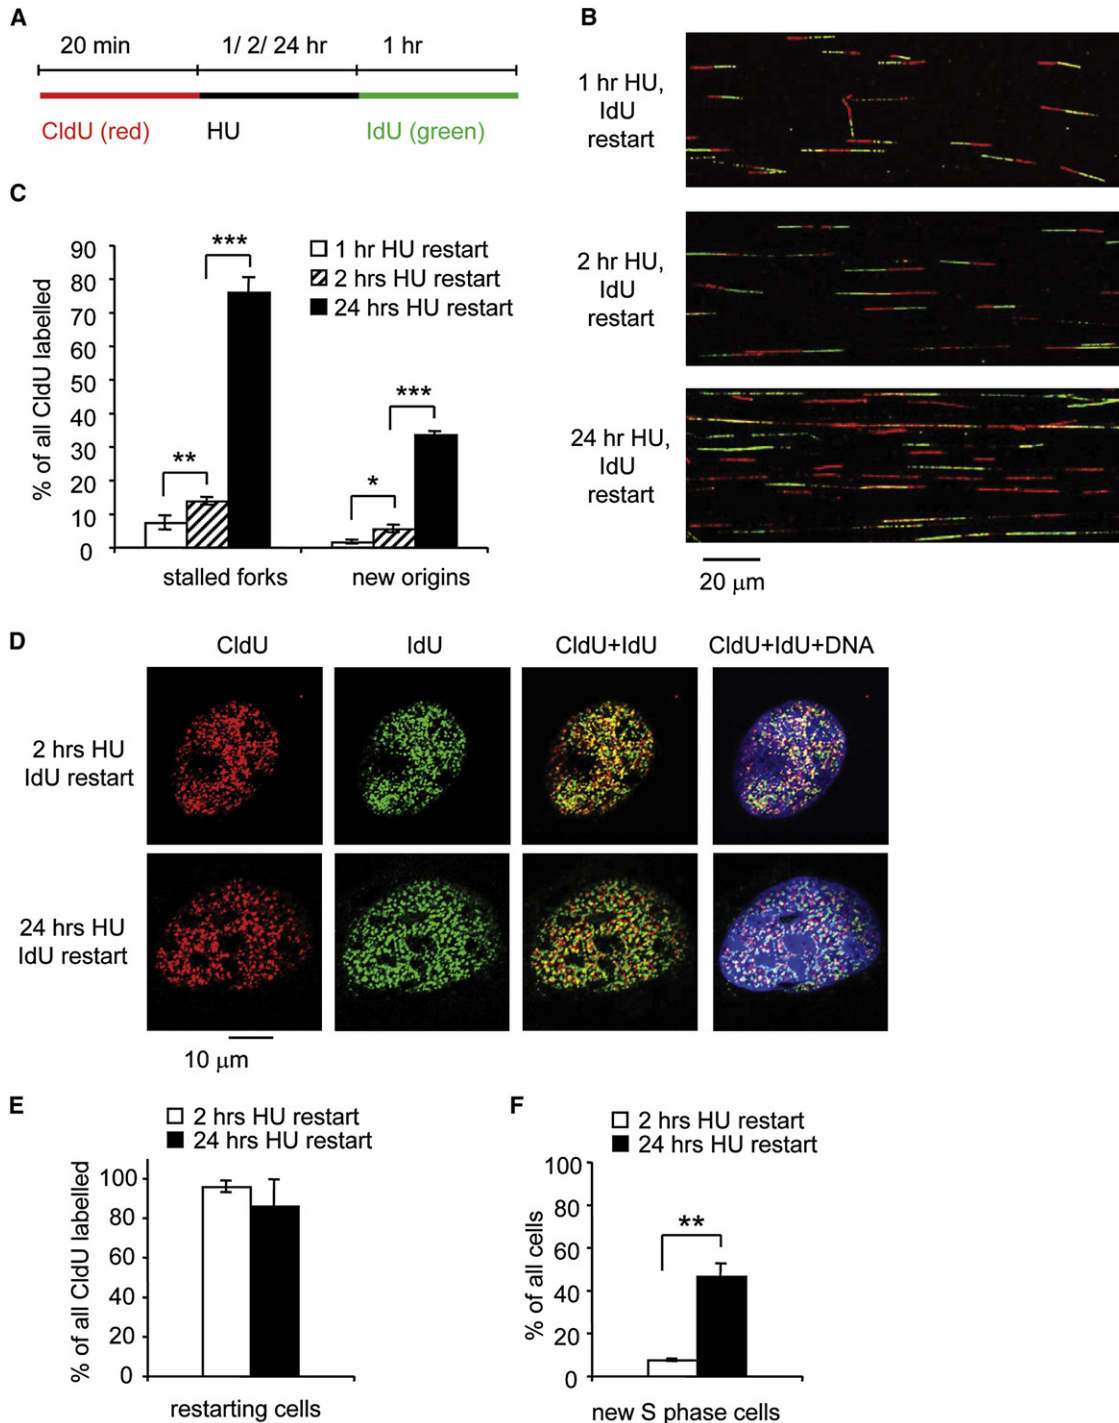 A
20 min
1/ 2/ 24 hr
1 hr
CldU (red)
HU
IdU (green)
B
1 hr HU,
IdU
restart
2 hr HU,
IdU
restart
24 hr HU,
IdU
restart
20 μm
C
% of all CldU labelled
90
80
70
60
50
40
30
20
10
0
**
***
*
***
1 hr HU restart
2 hrs HU restart
24 hrs HU restart
stalled forks
new origins
D
CldU
IdU
CldU+IdU
CldU+IdU+DNA
2 hrs HU
IdU restart
24 hrs HU
IdU restart
10 μm
E
2 hrs HU restart
24 hrs HU restart
% of all CldU labelled
100
80
60
40
20
0
restarting cells
F
2 hrs HU restart
24 hrs HU restart
% of all cells
100
80
60
40
20
0
**
new S phase cells